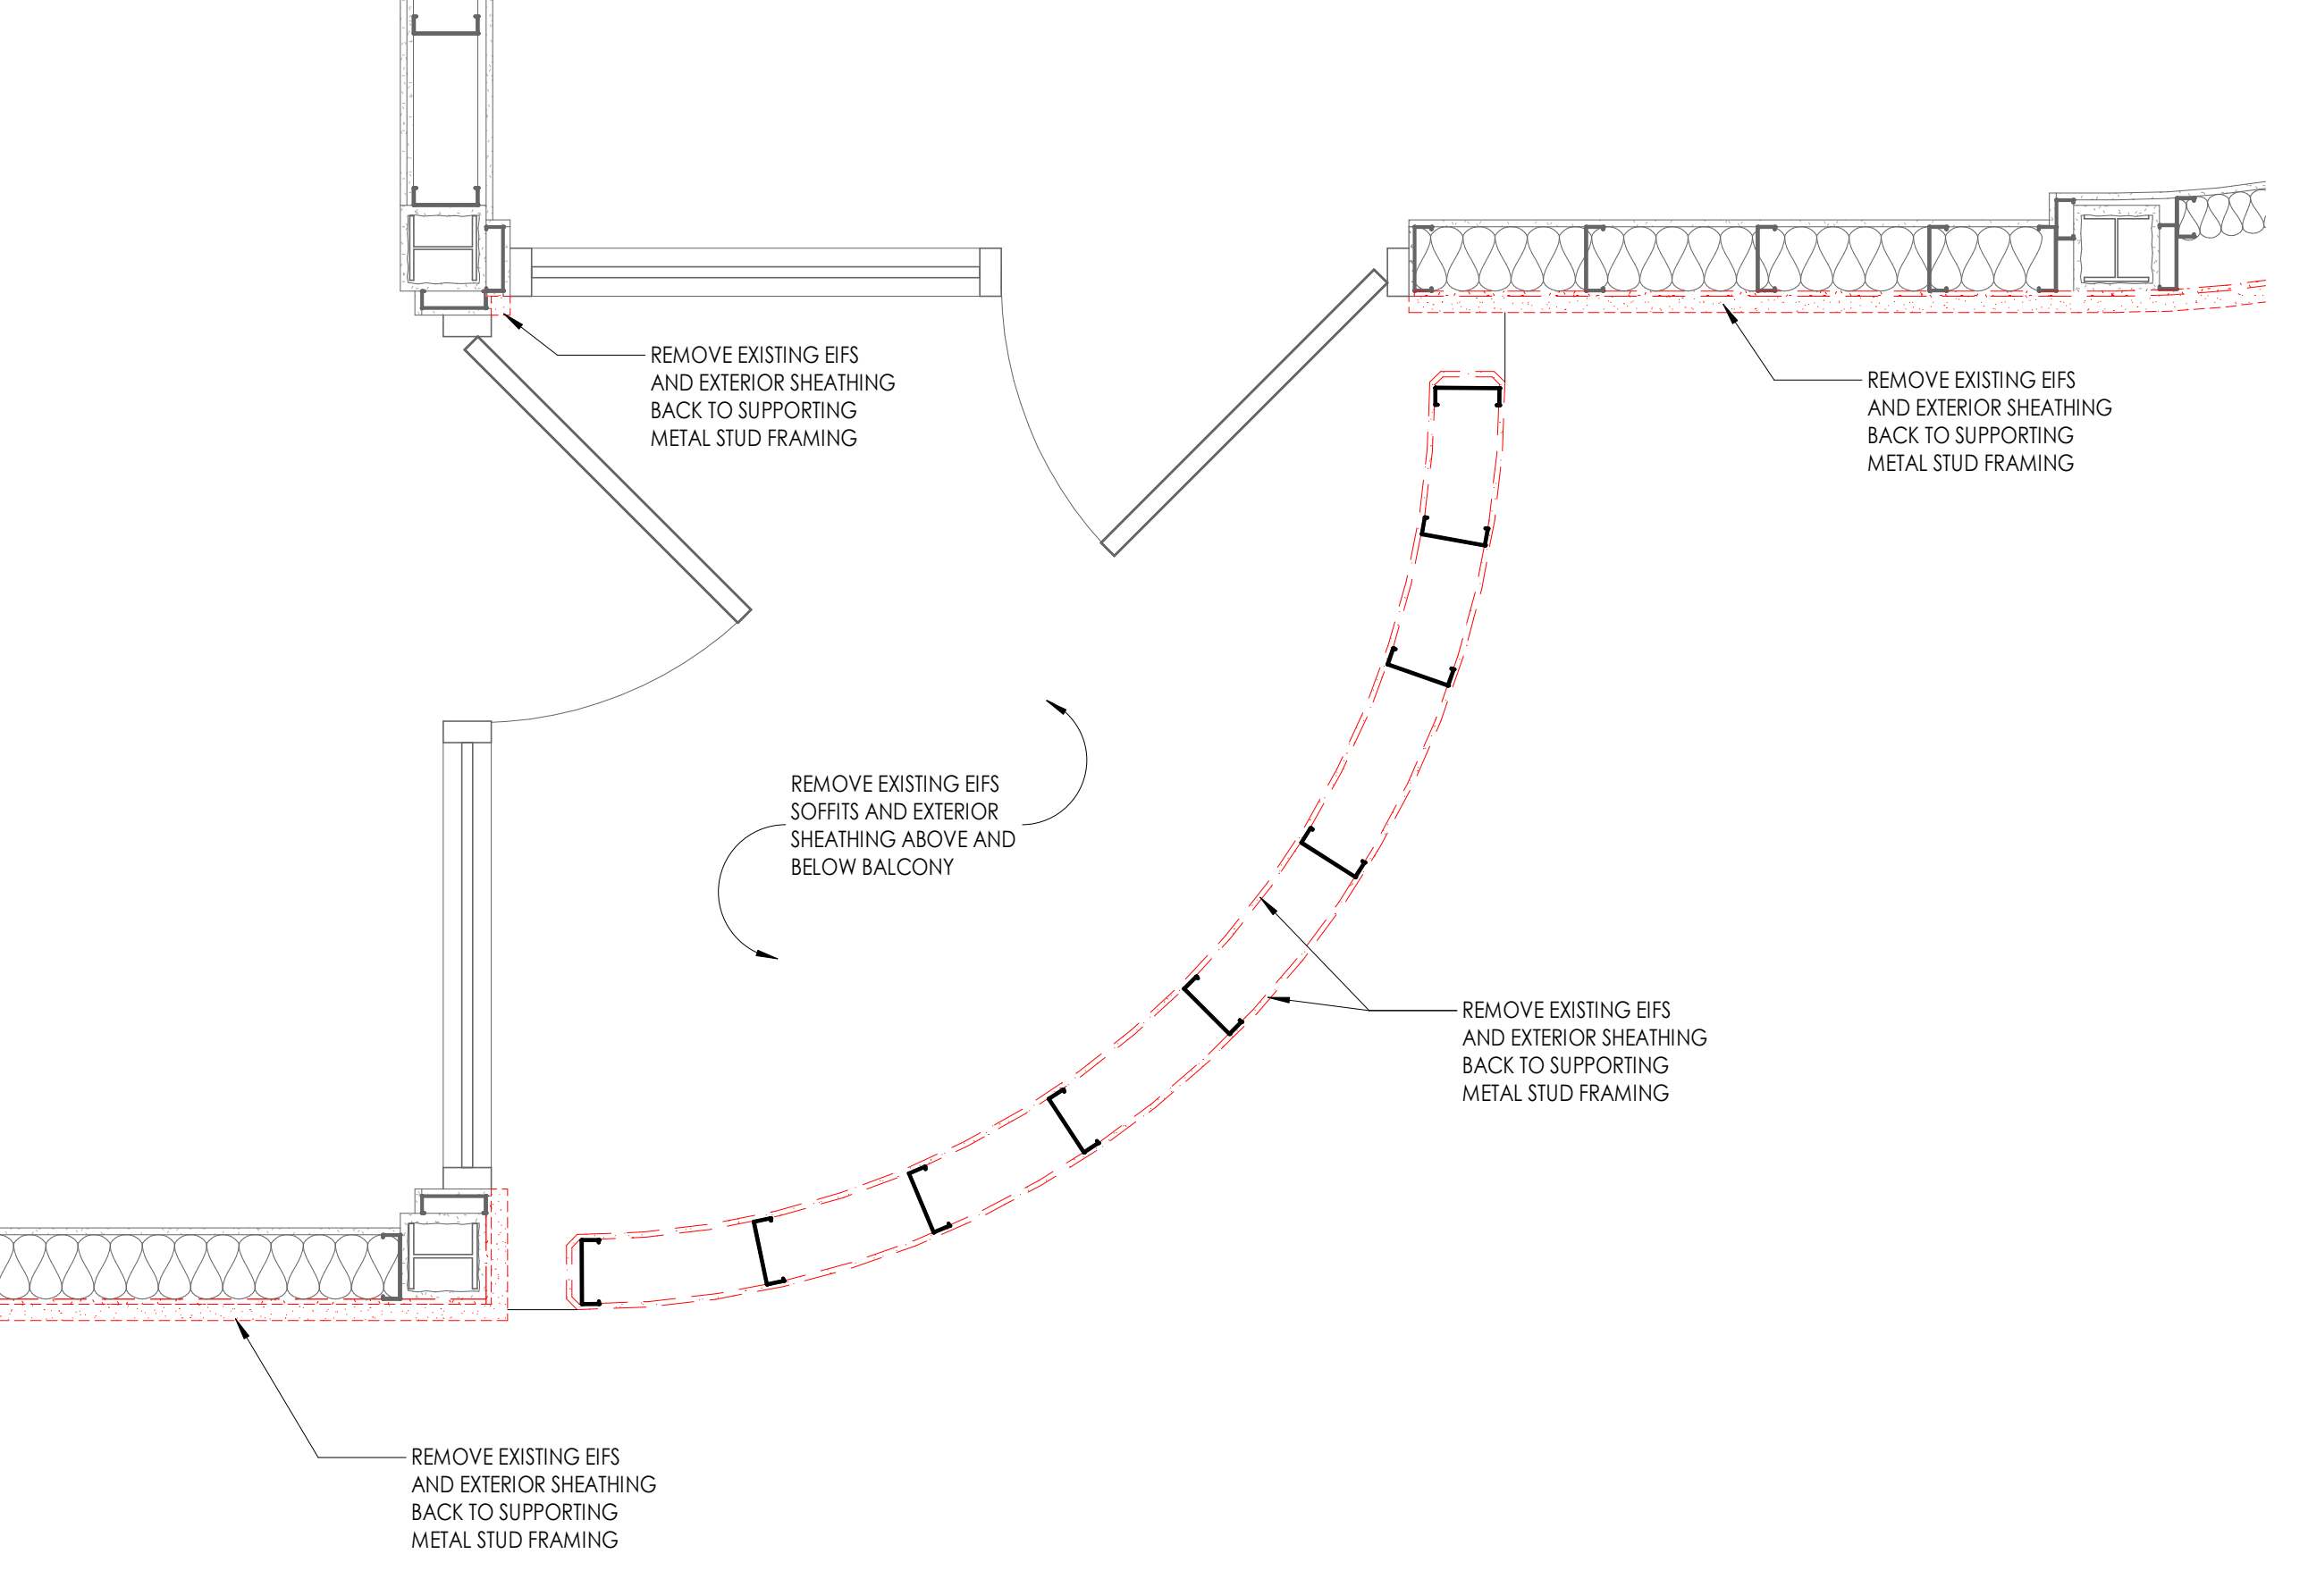 REMOVE EXISTING EIFS
AND EXTERIOR SHEATHING
BACK TO SUPPORTING
METAL STUD FRAMING
REMOVE EXISTING EIFS
AND EXTERIOR SHEATHING
BACK TO SUPPORTING
METAL STUD FRAMING
REMOVE EXISTING EIFS
SOFFITS AND EXTERIOR
SHEATHING ABOVE AND
BELOW BALCONY
REMOVE EXISTING EIFS
AND EXTERIOR SHEATHING
BACK TO SUPPORTING
METAL STUD FRAMING
REMOVE EXISTING EIFS
AND EXTERIOR SHEATHING
BACK TO SUPPORTING
METAL STUD FRAMING